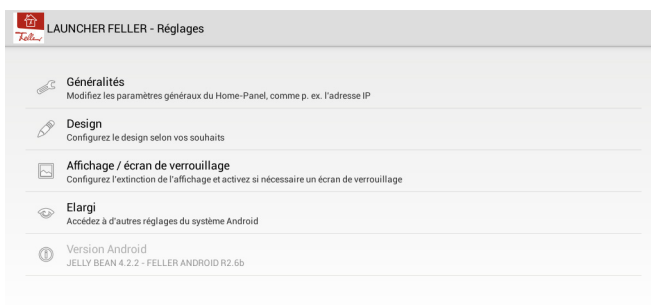 Feller
LAUNCHER FELLER - Réglages
Généralités
Modifiez les paramètres généraux du Home-Panel, comme p. ex. l'adresse IP
Design
Configurez le design selon vos souhaits
Affichage / écran de verrouillage
Configurez l'extinction de l'affichage et activez si nécessaire un écran de verrouillage
Elargi
Accédez à d'autres réglages du système Android
Version Android
JELLY BEAN 4.2.2 - FELLER ANDROID R2.6b